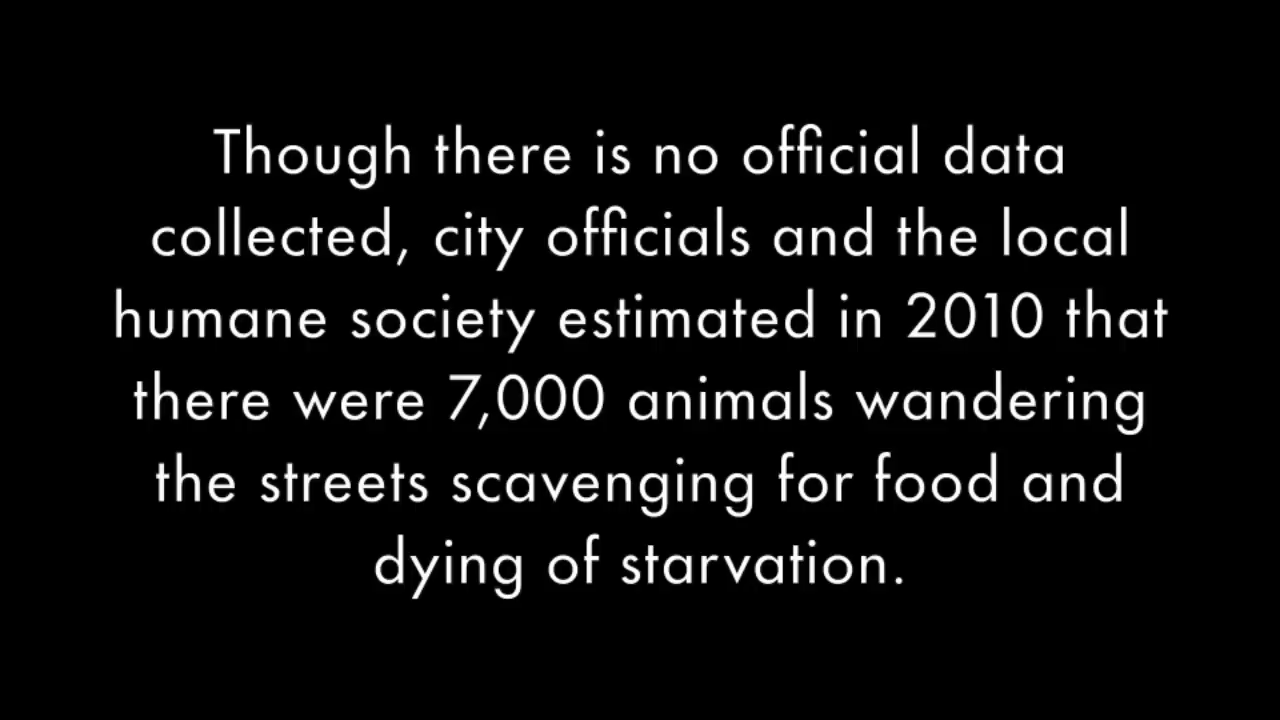 Though there is no official data
collected, city officials and the local
humane society estimated in 2010 that
there were 7,000 animals wandering
the streets scavenging for food and
dying of starvation.